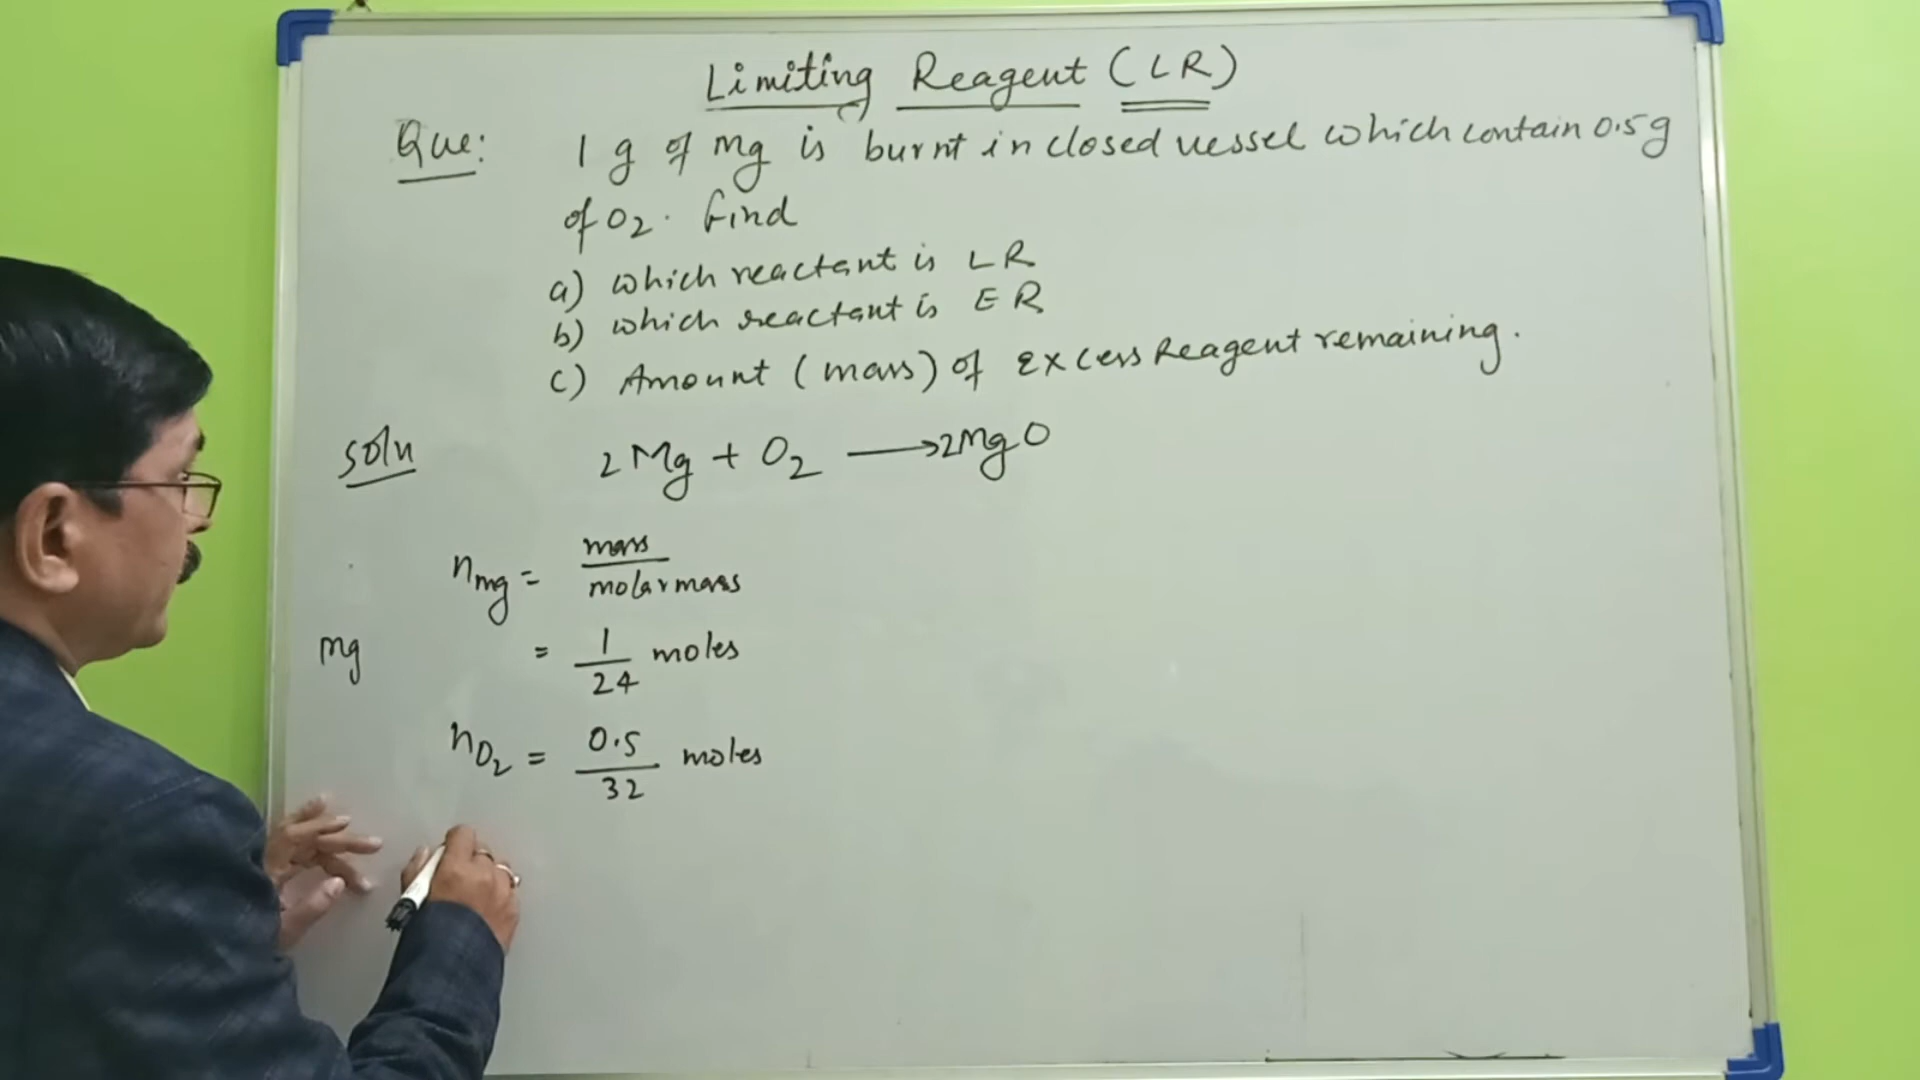 Limiting Reagent (LR)
Que: 1 g of mg is burnt in closed vessel which contain 0.5g
of O2. find
a) which reactant is LR
b) which reactant is ER
c) Amount (mass) of Excess Reagent remaining.
Soln 2Mg + O2 ⟶ 2MgO
nmg = mass
molar mass
mg = 1 moles
24
nO2 = 0.5 moles
32